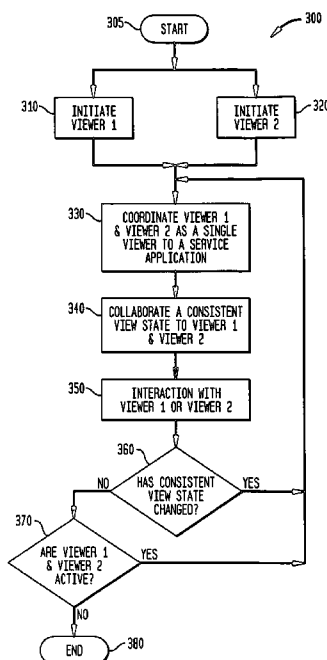 300
305
START
310
INITIATE
VIEWER 1
INITIATE
VIEWER 2
320
330
COORDINATE VIEWER 1
& VIEWER 2 AS A SINGLE
VIEWER TO A SERVICE
APPLICATION
340
COLLABORATE A CONSISTENT
VIEW STATE TO VIEWER 1
& VIEWER 2
350
INTERACTION WITH
VIEWER 1 OR VIEWER 2
360
HAS CONSISTENT
VIEW STATE
CHANGED?
NO
YES
370
ARE VIEWER 1
& VIEWER 2
ACTIVE?
YES
NO
END
380